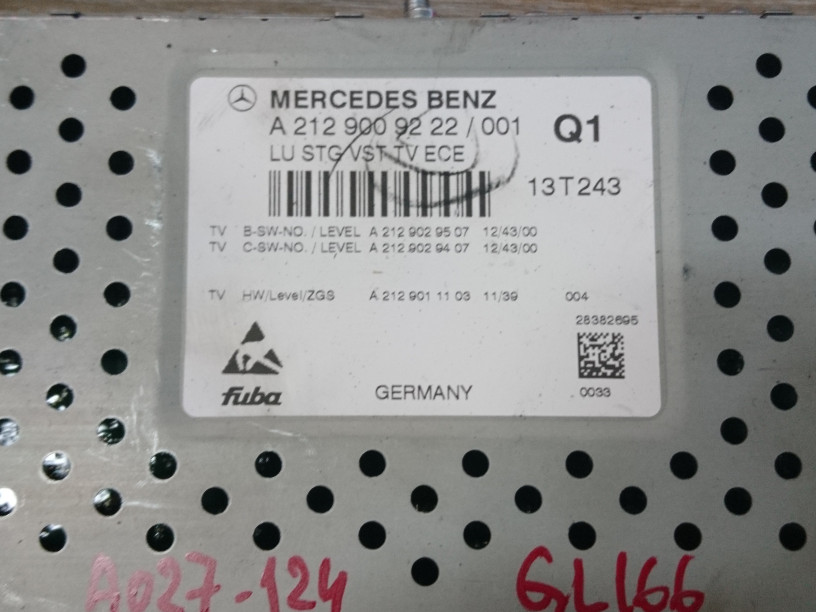 MERCEDES BENZ
A 212 900 92 22 / 001 Q1
LU STG VST TV ECE
13T243
TV B-SW-NO. / LEVEL A 212 902 95 07 12/43/00
TV C-SW-NO. / LEVEL A 212 902 94 07 12/43/00
TV HW/Level/ZGS A 212 901 11 03 11/39 004
28382695
fuba GERMANY 0033
A027-124 GL166